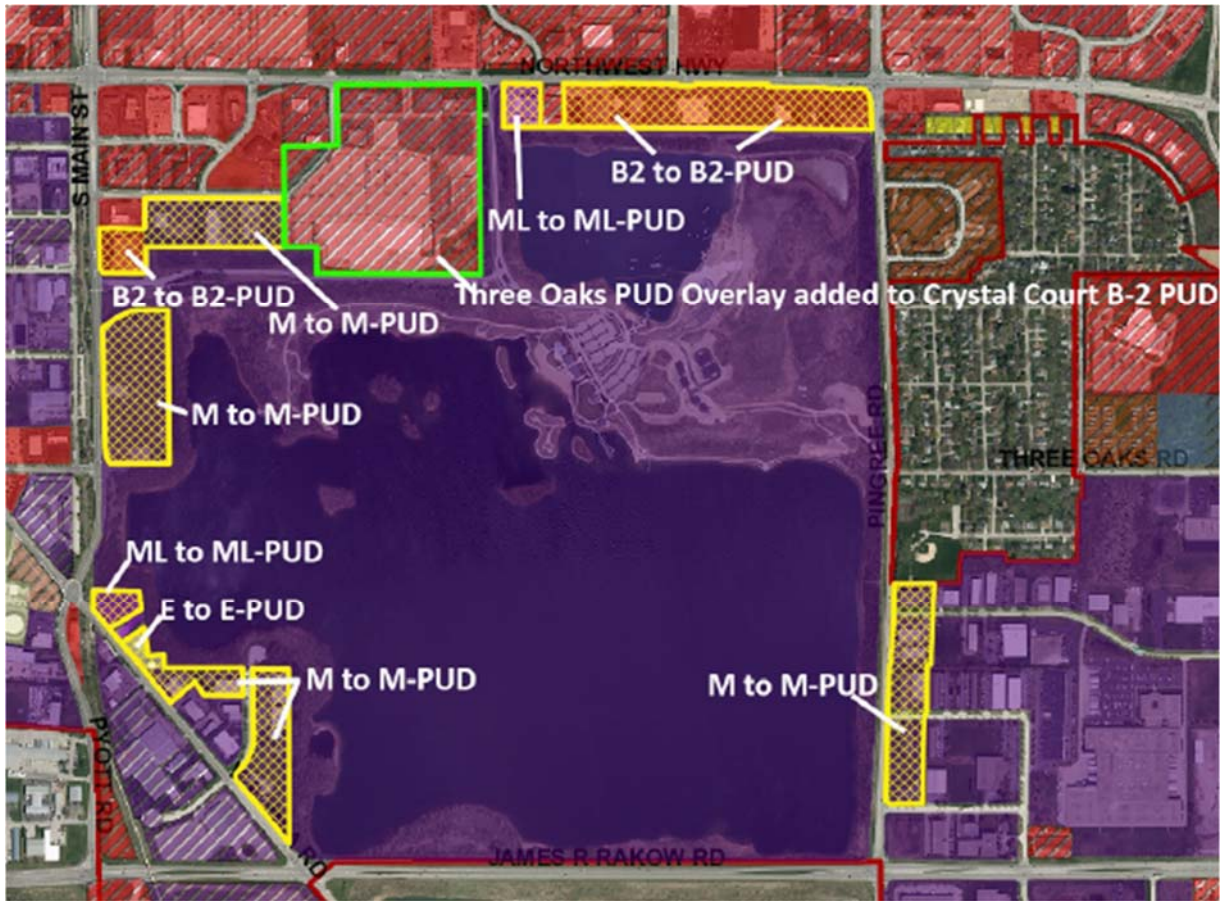 NORTHWEST HWY
S MAIN ST
B2 to B2-PUD
ML to ML-PUD
B2 to B2-PUD
Three Oaks PUD Overlay added to Crystal Court B-2 PUD
M to M-PUD
M to M-PUD
PINGREE RD
THREE OAKS RD
ML to ML-PUD
E to E-PUD
M to M-PUD
M to M-PUD
PYOTT RD
RD
JAMES R RAKOW RD